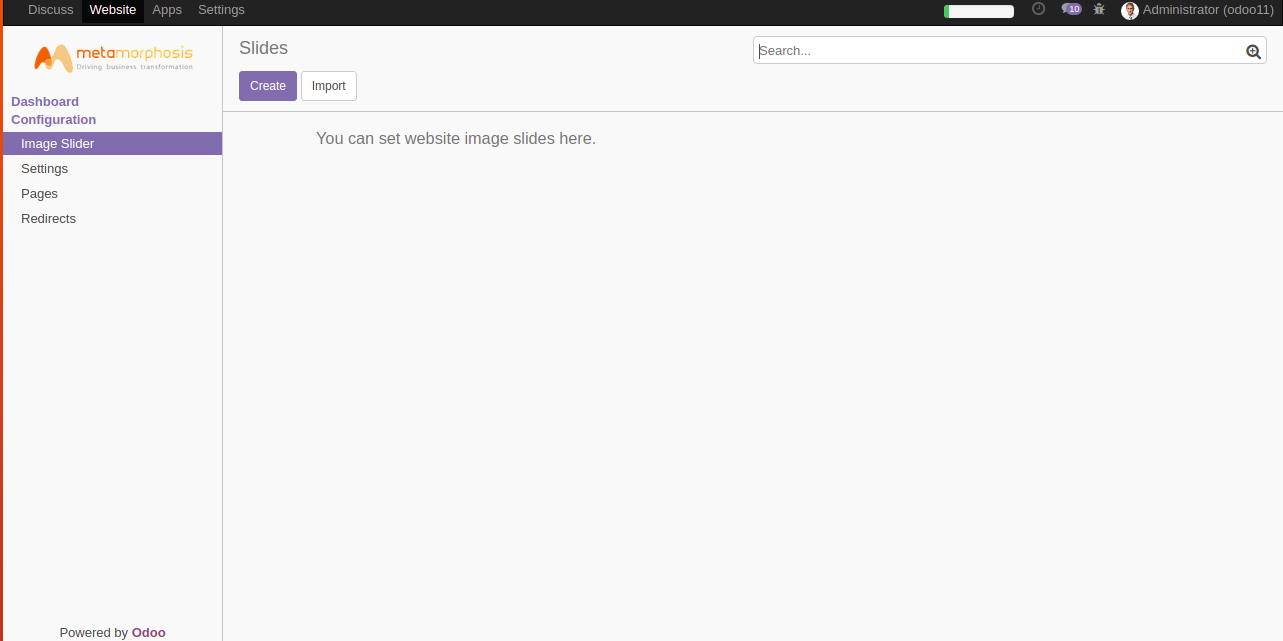 Discuss Website Apps Settings 10 Administrator (odoo11)
metamorphosis
Driving business transformation
Dashboard
Configuration
Image Slider
Settings
Pages
Redirects
Powered by Odoo
Slides
Search...
Create Import
You can set website image slides here.